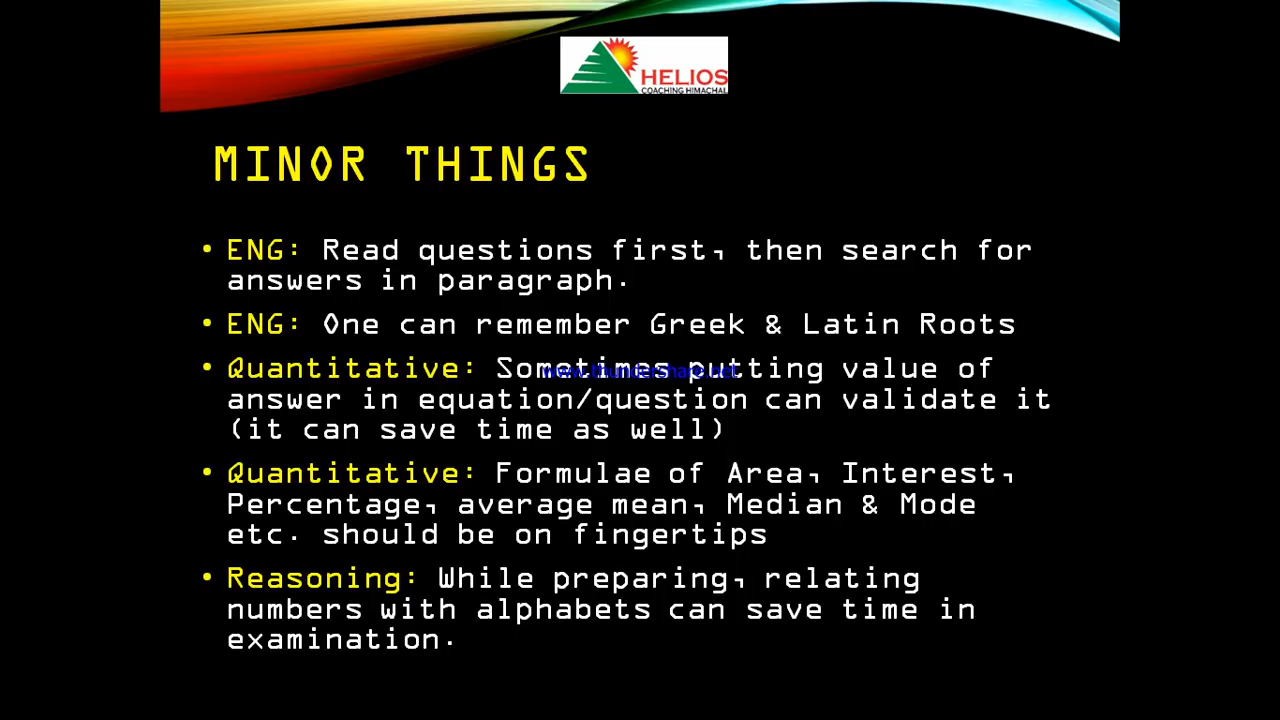 HELIOS
COACHING HIMACHAL
MINOR THINGS
• ENG: Read questions first, then search for
answers in paragraph.
• ENG: One can remember Greek & Latin Roots
• Quantitative: Sometimes putting value of
www.thundershare.net
answer in equation/question can validate it
(it can save time as well)
• Quantitative: Formulae of Area, Interest,
Percentage, average mean, Median & Mode
etc. should be on fingertips
• Reasoning: While preparing, relating
numbers with alphabets can save time in
examination.